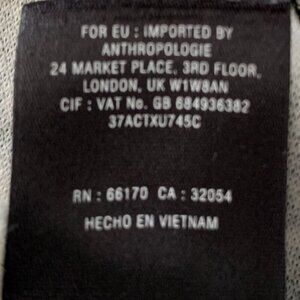 FOR EU : IMPORTED BY
ANTHROPOLOGIE
24 MARKET PLACE, 3RD FLOOR,
LONDON, UK W1W8AN
CIF : VAT No. GB 684936382
37ACTXU745C
RN : 66170 CA : 32054
HECHO EN VIETNAM